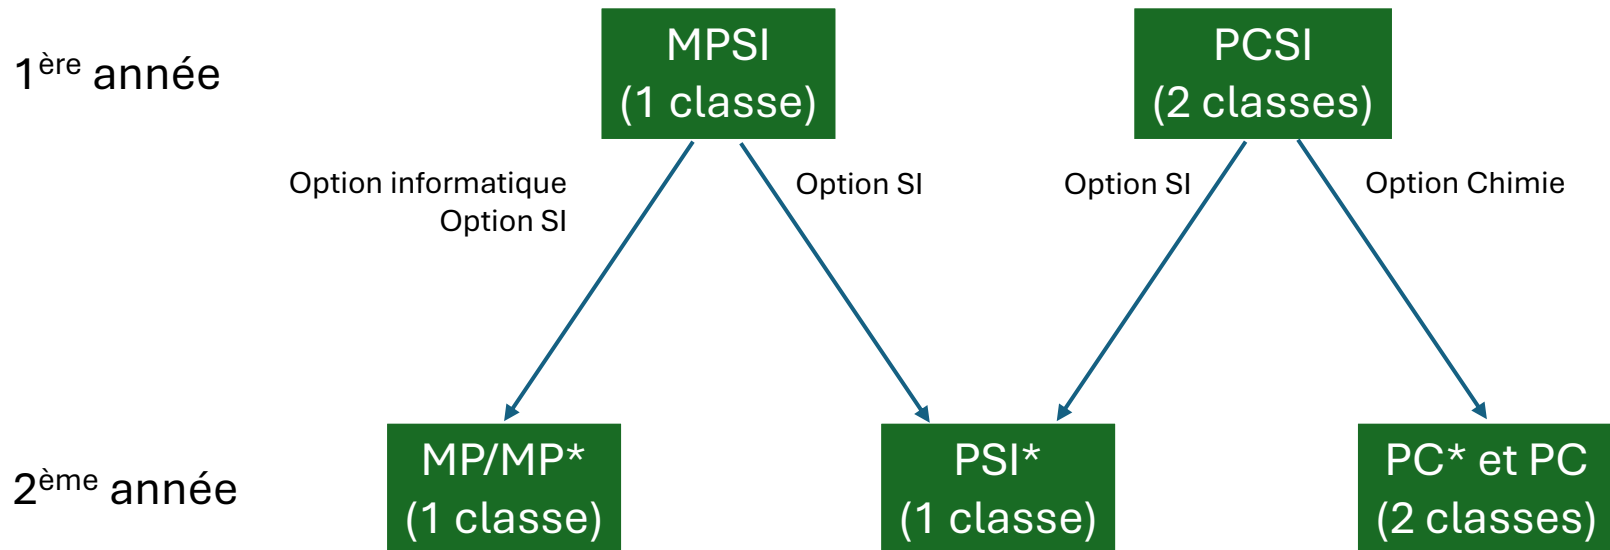 1ère année
MPSI
(1 classe)
PCSI
(2 classes)
Option informatique
Option SI
Option SI
Option SI
Option Chimie
2ème année
MP/MP*
(1 classe)
PSI*
(1 classe)
PC* et PC
(2 classes)